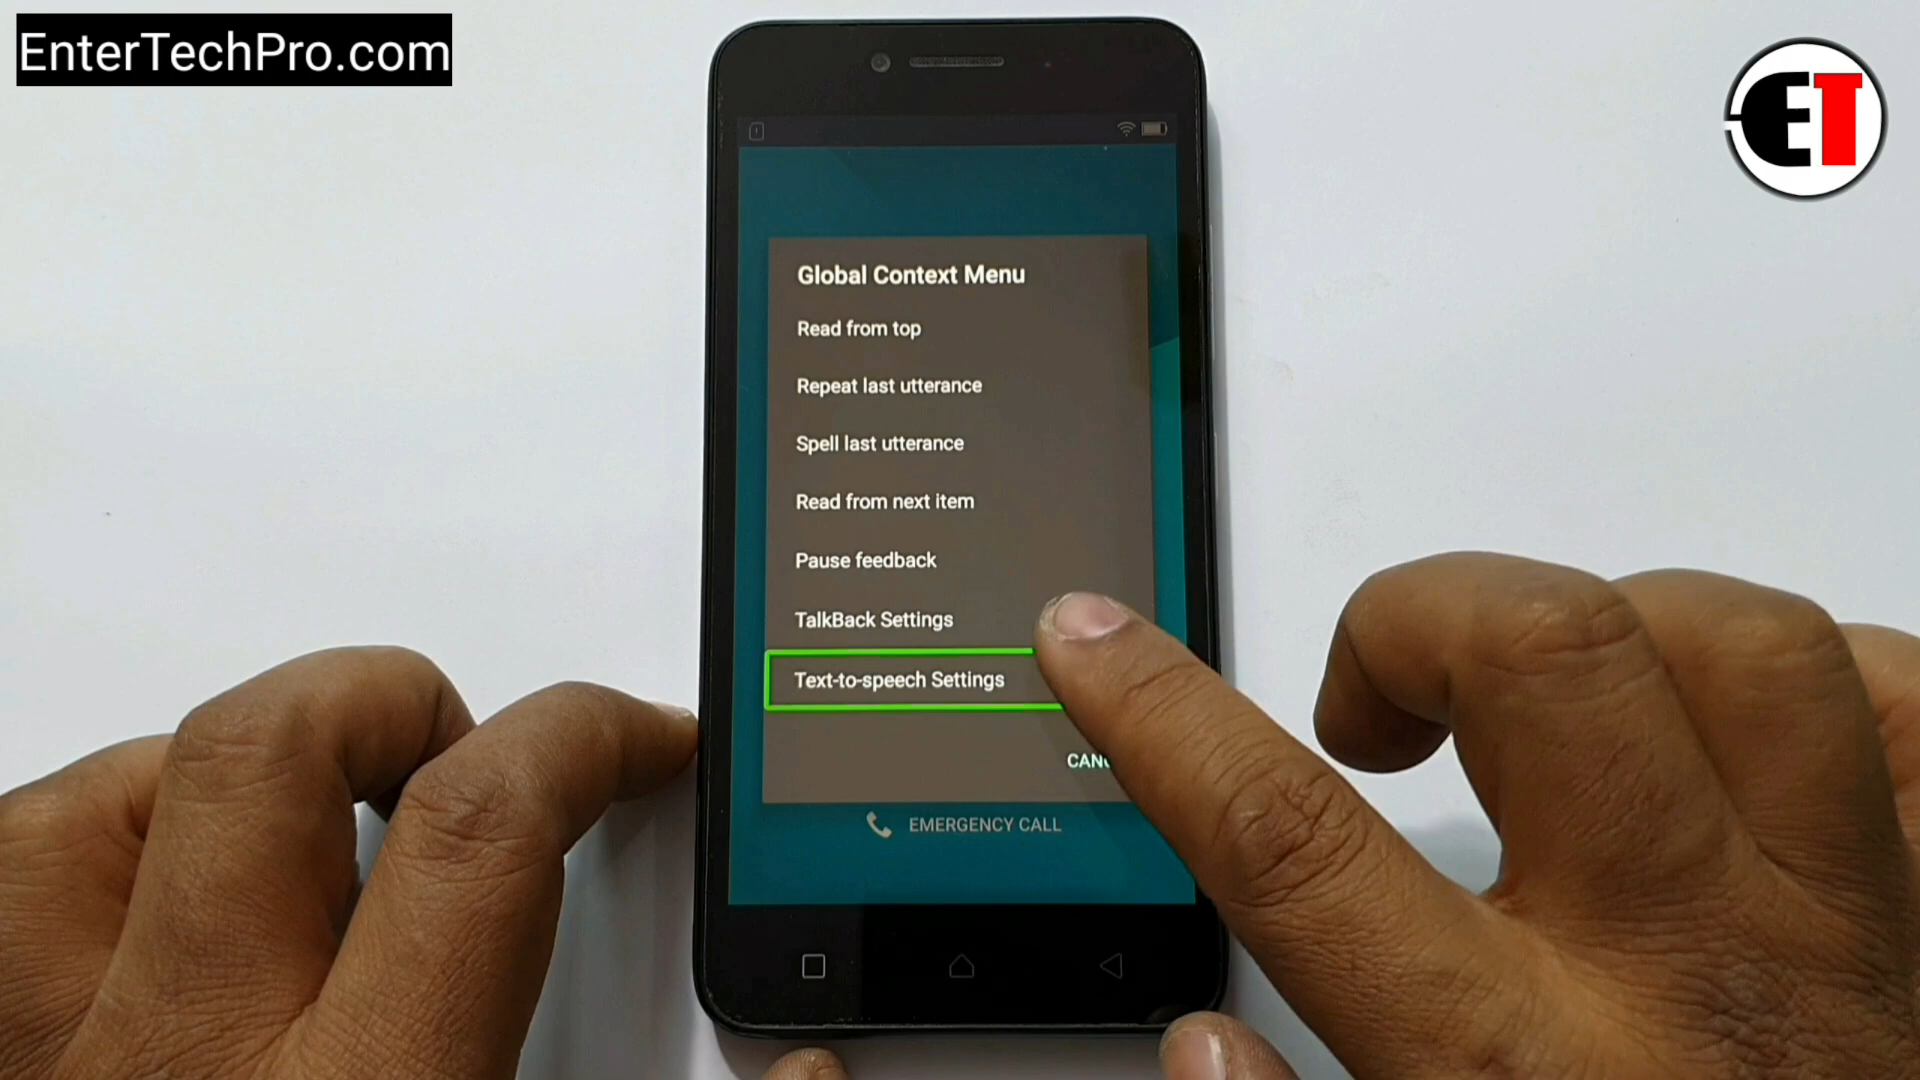 EnterTechPro.com
ET
Global Context Menu
Read from top
Repeat last utterance
Spell last utterance
Read from next item
Pause feedback
TalkBack Settings
Text-to-speech Settings
CANC
EMERGENCY CALL